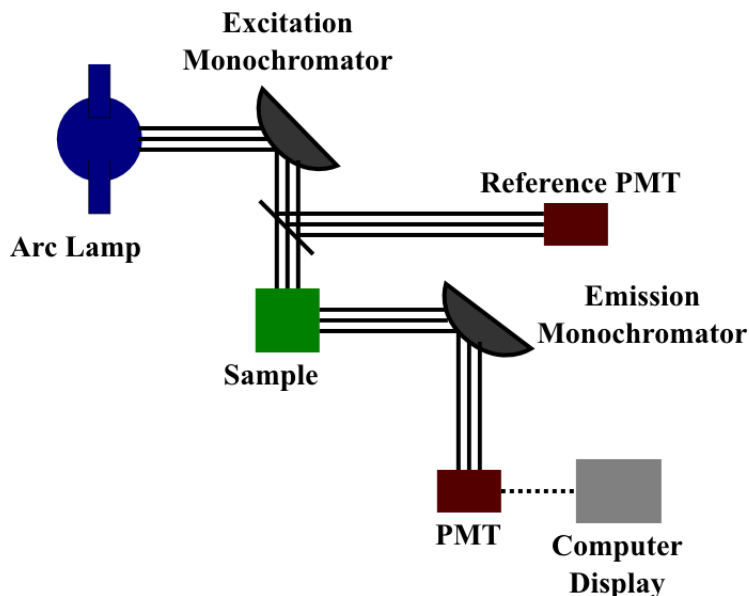 Excitation
Monochromator
Reference PMT
Arc Lamp
Emission
Monochromator
Sample
PMT
Computer
Display